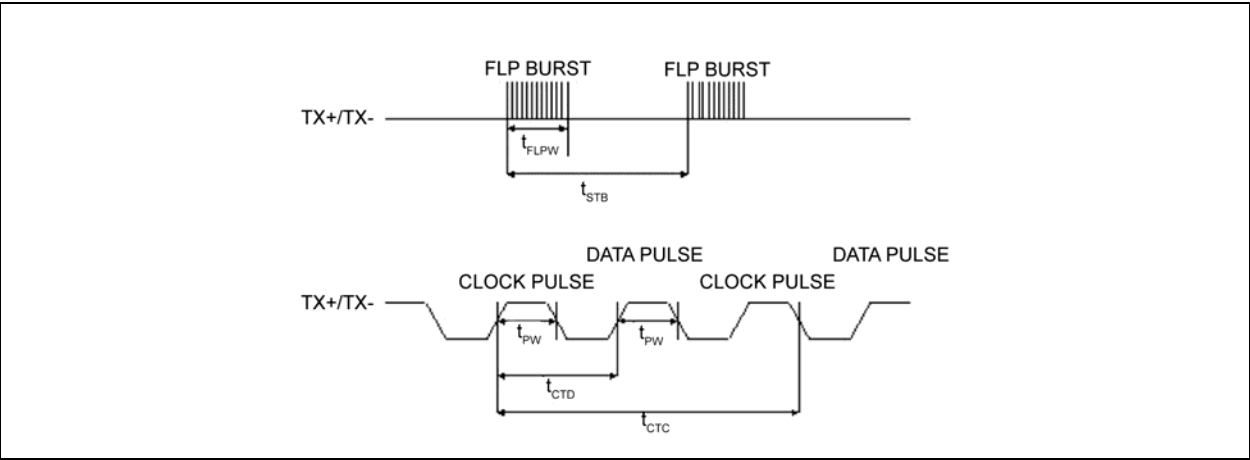 FLP BURST FLP BURST
TX+/TX-
tFLPW
tSTB
DATA PULSE DATA PULSE
CLOCK PULSE CLOCK PULSE
TX+/TX-
tPW tPW
tCTD
tCTC